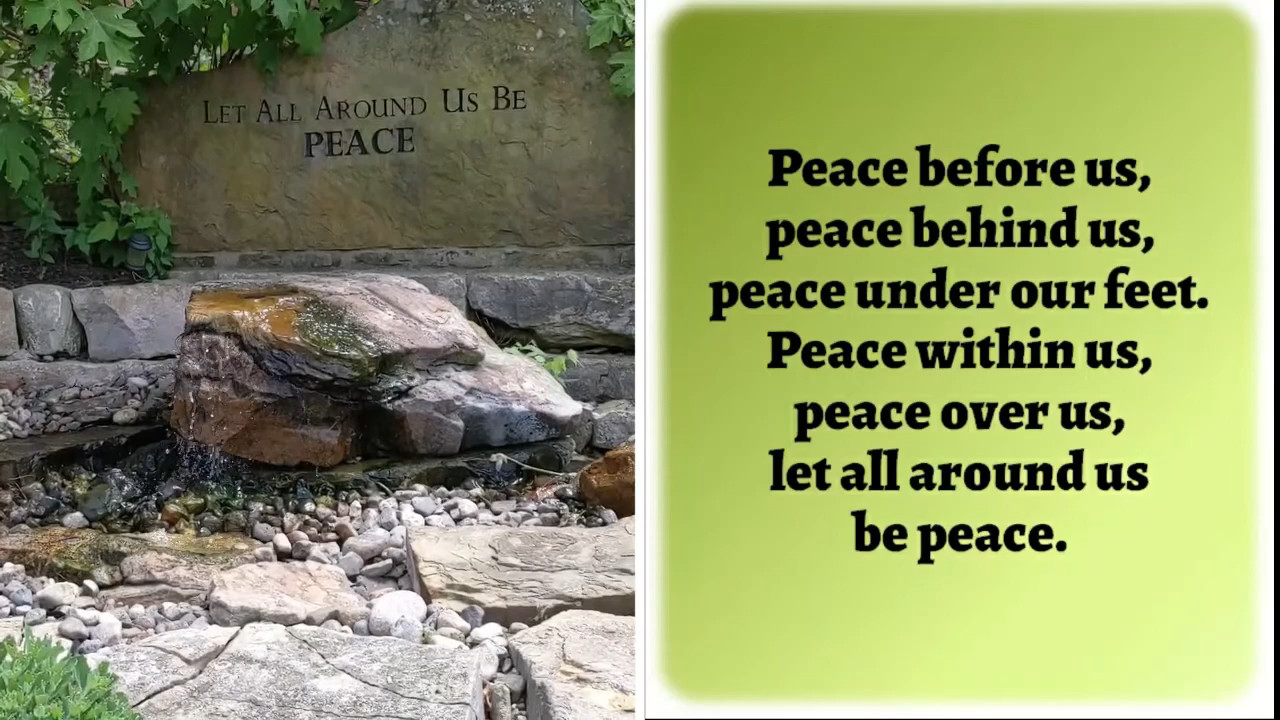 Let All Around Us Be
PEACE
Peace before us,
peace behind us,
peace under our feet.
Peace within us,
peace over us,
let all around us
be peace.